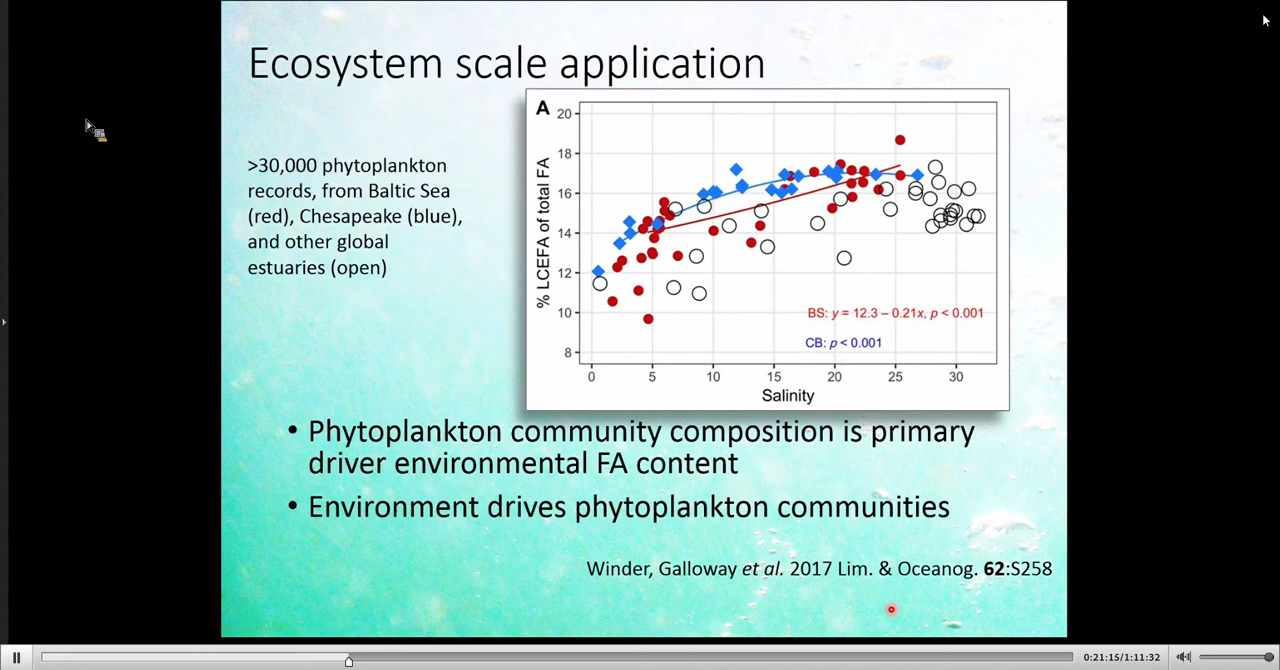 Ecosystem scale application
>30,000 phytoplankton
records, from Baltic Sea
(red), Chesapeake (blue),
and other global
estuaries (open)
A
% LCEFA of total FA
20
18
16
14
12
10
8
BS: y = 12.3 – 0.21x, p < 0.001
CB: p < 0.001
0 5 10 15 20 25 30
Salinity
• Phytoplankton community composition is primary
driver environmental FA content
• Environment drives phytoplankton communities
Winder, Galloway et al. 2017 Lim. & Oceanog. 62:S258
0:21:15/1:11:32